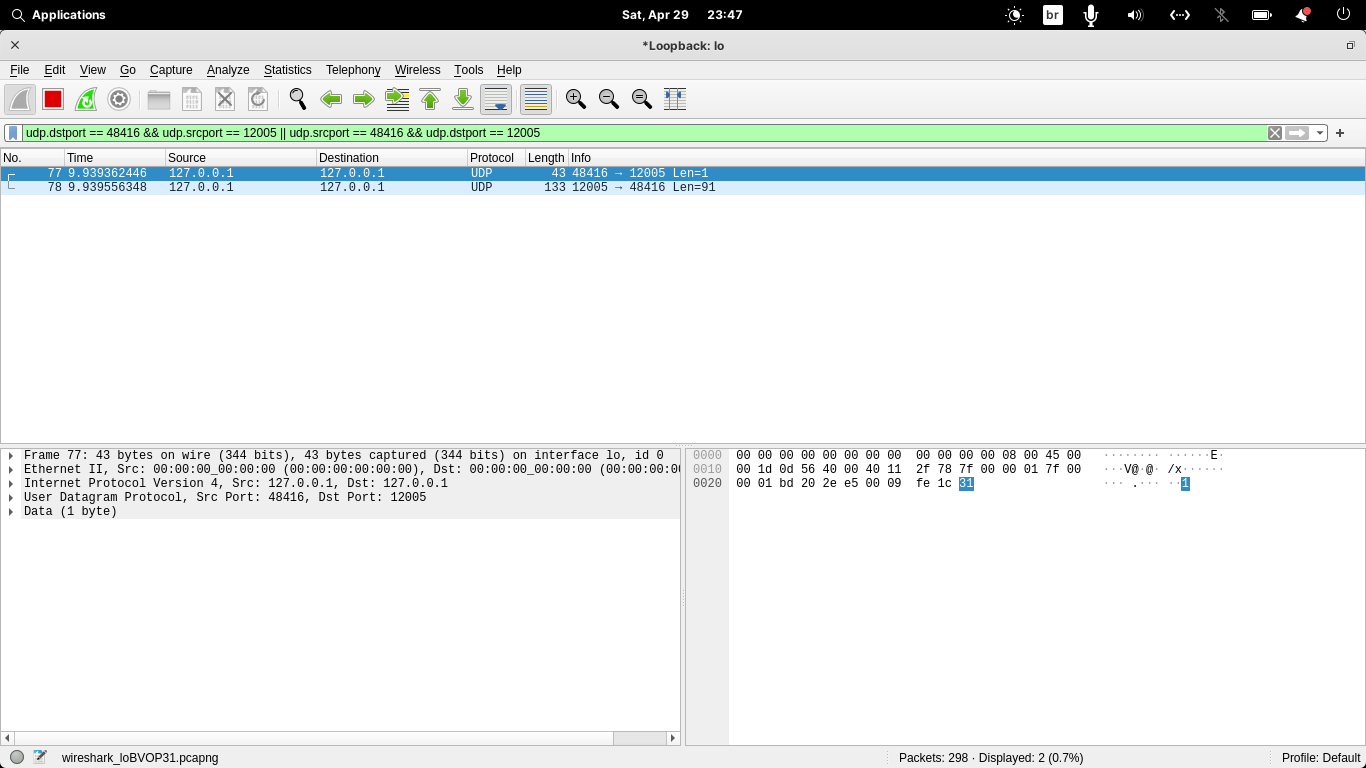 Applications Sat, Apr 29 23:47 br
*Loopback: lo
File Edit View Go Capture Analyze Statistics Telephony Wireless Tools Help
udp.dstport == 48416 && udp.srcport == 12005 || udp.srcport == 48416 && udp.dstport == 12005
No. Time Source Destination Protocol Length Info
77 9.939362446 127.0.0.1 127.0.0.1 UDP 43 48416 → 12005 Len=1
78 9.939556348 127.0.0.1 127.0.0.1 UDP 133 12005 → 48416 Len=91
Frame 77: 43 bytes on wire (344 bits), 43 bytes captured (344 bits) on interface lo, id 0
Ethernet II, Src: 00:00:00_00:00:00 (00:00:00:00:00:00), Dst: 00:00:00_00:00:00 (00:00:00:0
Internet Protocol Version 4, Src: 127.0.0.1, Dst: 127.0.0.1
User Datagram Protocol, Src Port: 48416, Dst Port: 12005
Data (1 byte)
0000 00 00 00 00 00 00 00 00 00 00 00 00 08 00 45 00 ········ ······E·
0010 00 1d 0d 56 40 00 40 11 2f 78 7f 00 00 01 7f 00 ···V@·@· /x······
0020 00 01 bd 20 2e e5 00 09 fe 1c 31 ··· .··· ··1
wireshark_loBVOP31.pcapng Packets: 298 · Displayed: 2 (0.7%) Profile: Default